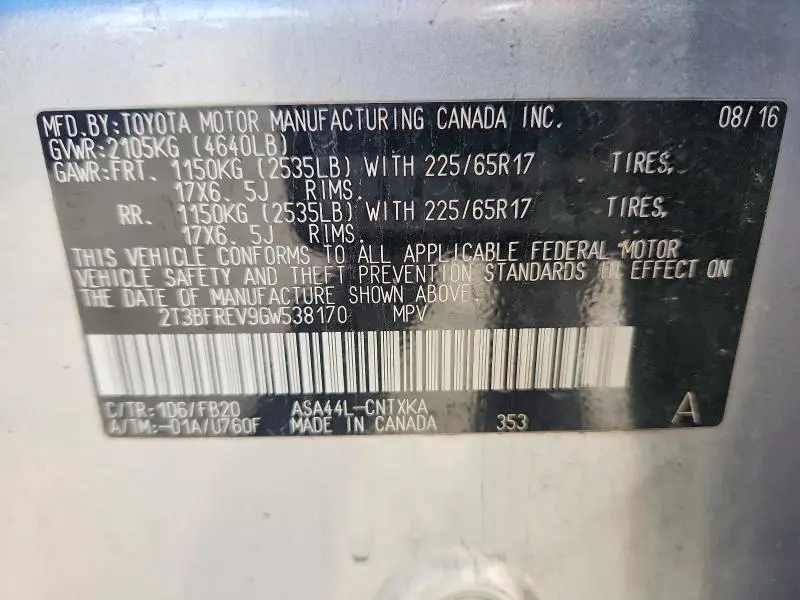 MFD.BY:TOYOTA MOTOR MANUFACTURING CANADA INC. 08/16
GVWR:2105KG (4640LB)
GAWR:FRT. 1150KG (2535LB) WITH 225/65R17 TIRES,
17X6.5J RIMS,
RR. 1150KG (2535LB) WITH 225/65R17 TIRES,
17X6.5J RIMS.
THIS VEHICLE CONFORMS TO ALL APPLICABLE FEDERAL MOTOR
VEHICLE SAFETY AND THEFT PREVENTION STANDARDS IN EFFECT ON
THE DATE OF MANUFACTURE SHOWN ABOVE.
2T3BFREV9GW538170 MPV
C/TR:1D6/FB20 ASA44L-CNTXKA A
A/TM:-01A/U760F MADE IN CANADA 353